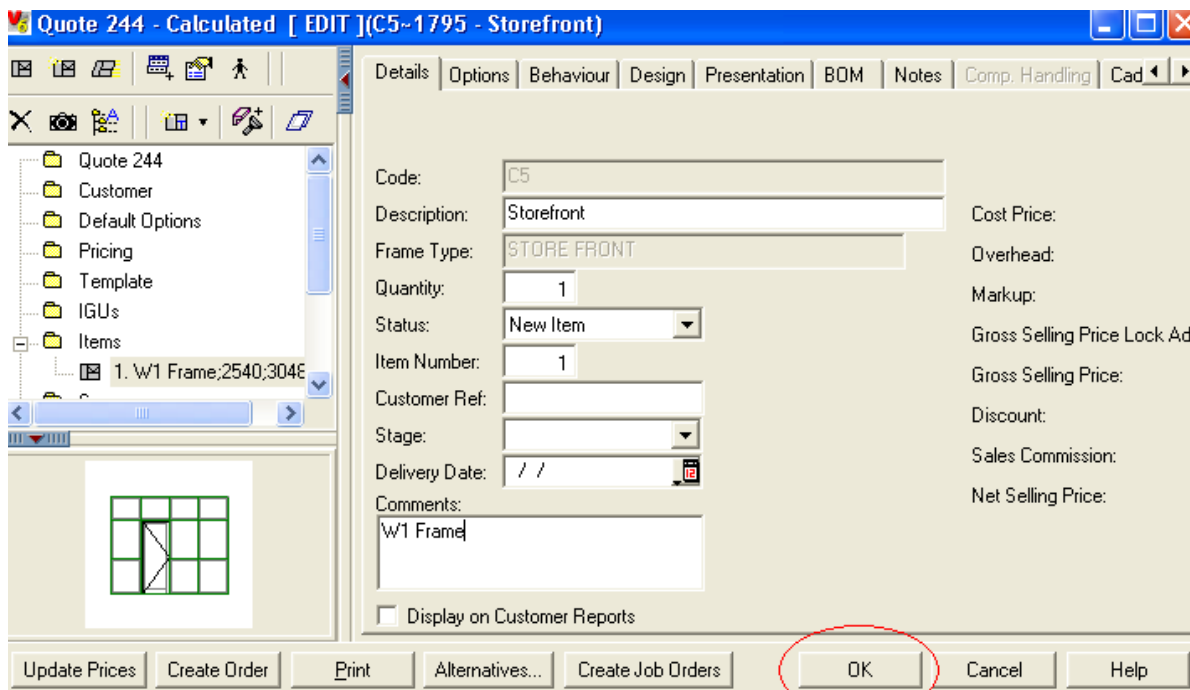 Quote 244 - Calculated [ EDIT ](C5~1795 - Storefront)
Details Options Behaviour Design Presentation BOM Notes Comp. Handling Cad
Quote 244
Customer
Default Options
Pricing
Template
IGUs
Items
1. W1 Frame;2540;3048
Code: C5
Description: Storefront
Frame Type: STORE FRONT
Quantity: 1
Status: New Item
Item Number: 1
Customer Ref:
Stage:
Delivery Date: / /
12
Comments:
W1 Frame
Display on Customer Reports
Cost Price:
Overhead:
Markup:
Gross Selling Price Lock Ad
Gross Selling Price:
Discount:
Sales Commission:
Net Selling Price:
Update Prices Create Order Print Alternatives... Create Job Orders OK Cancel Help